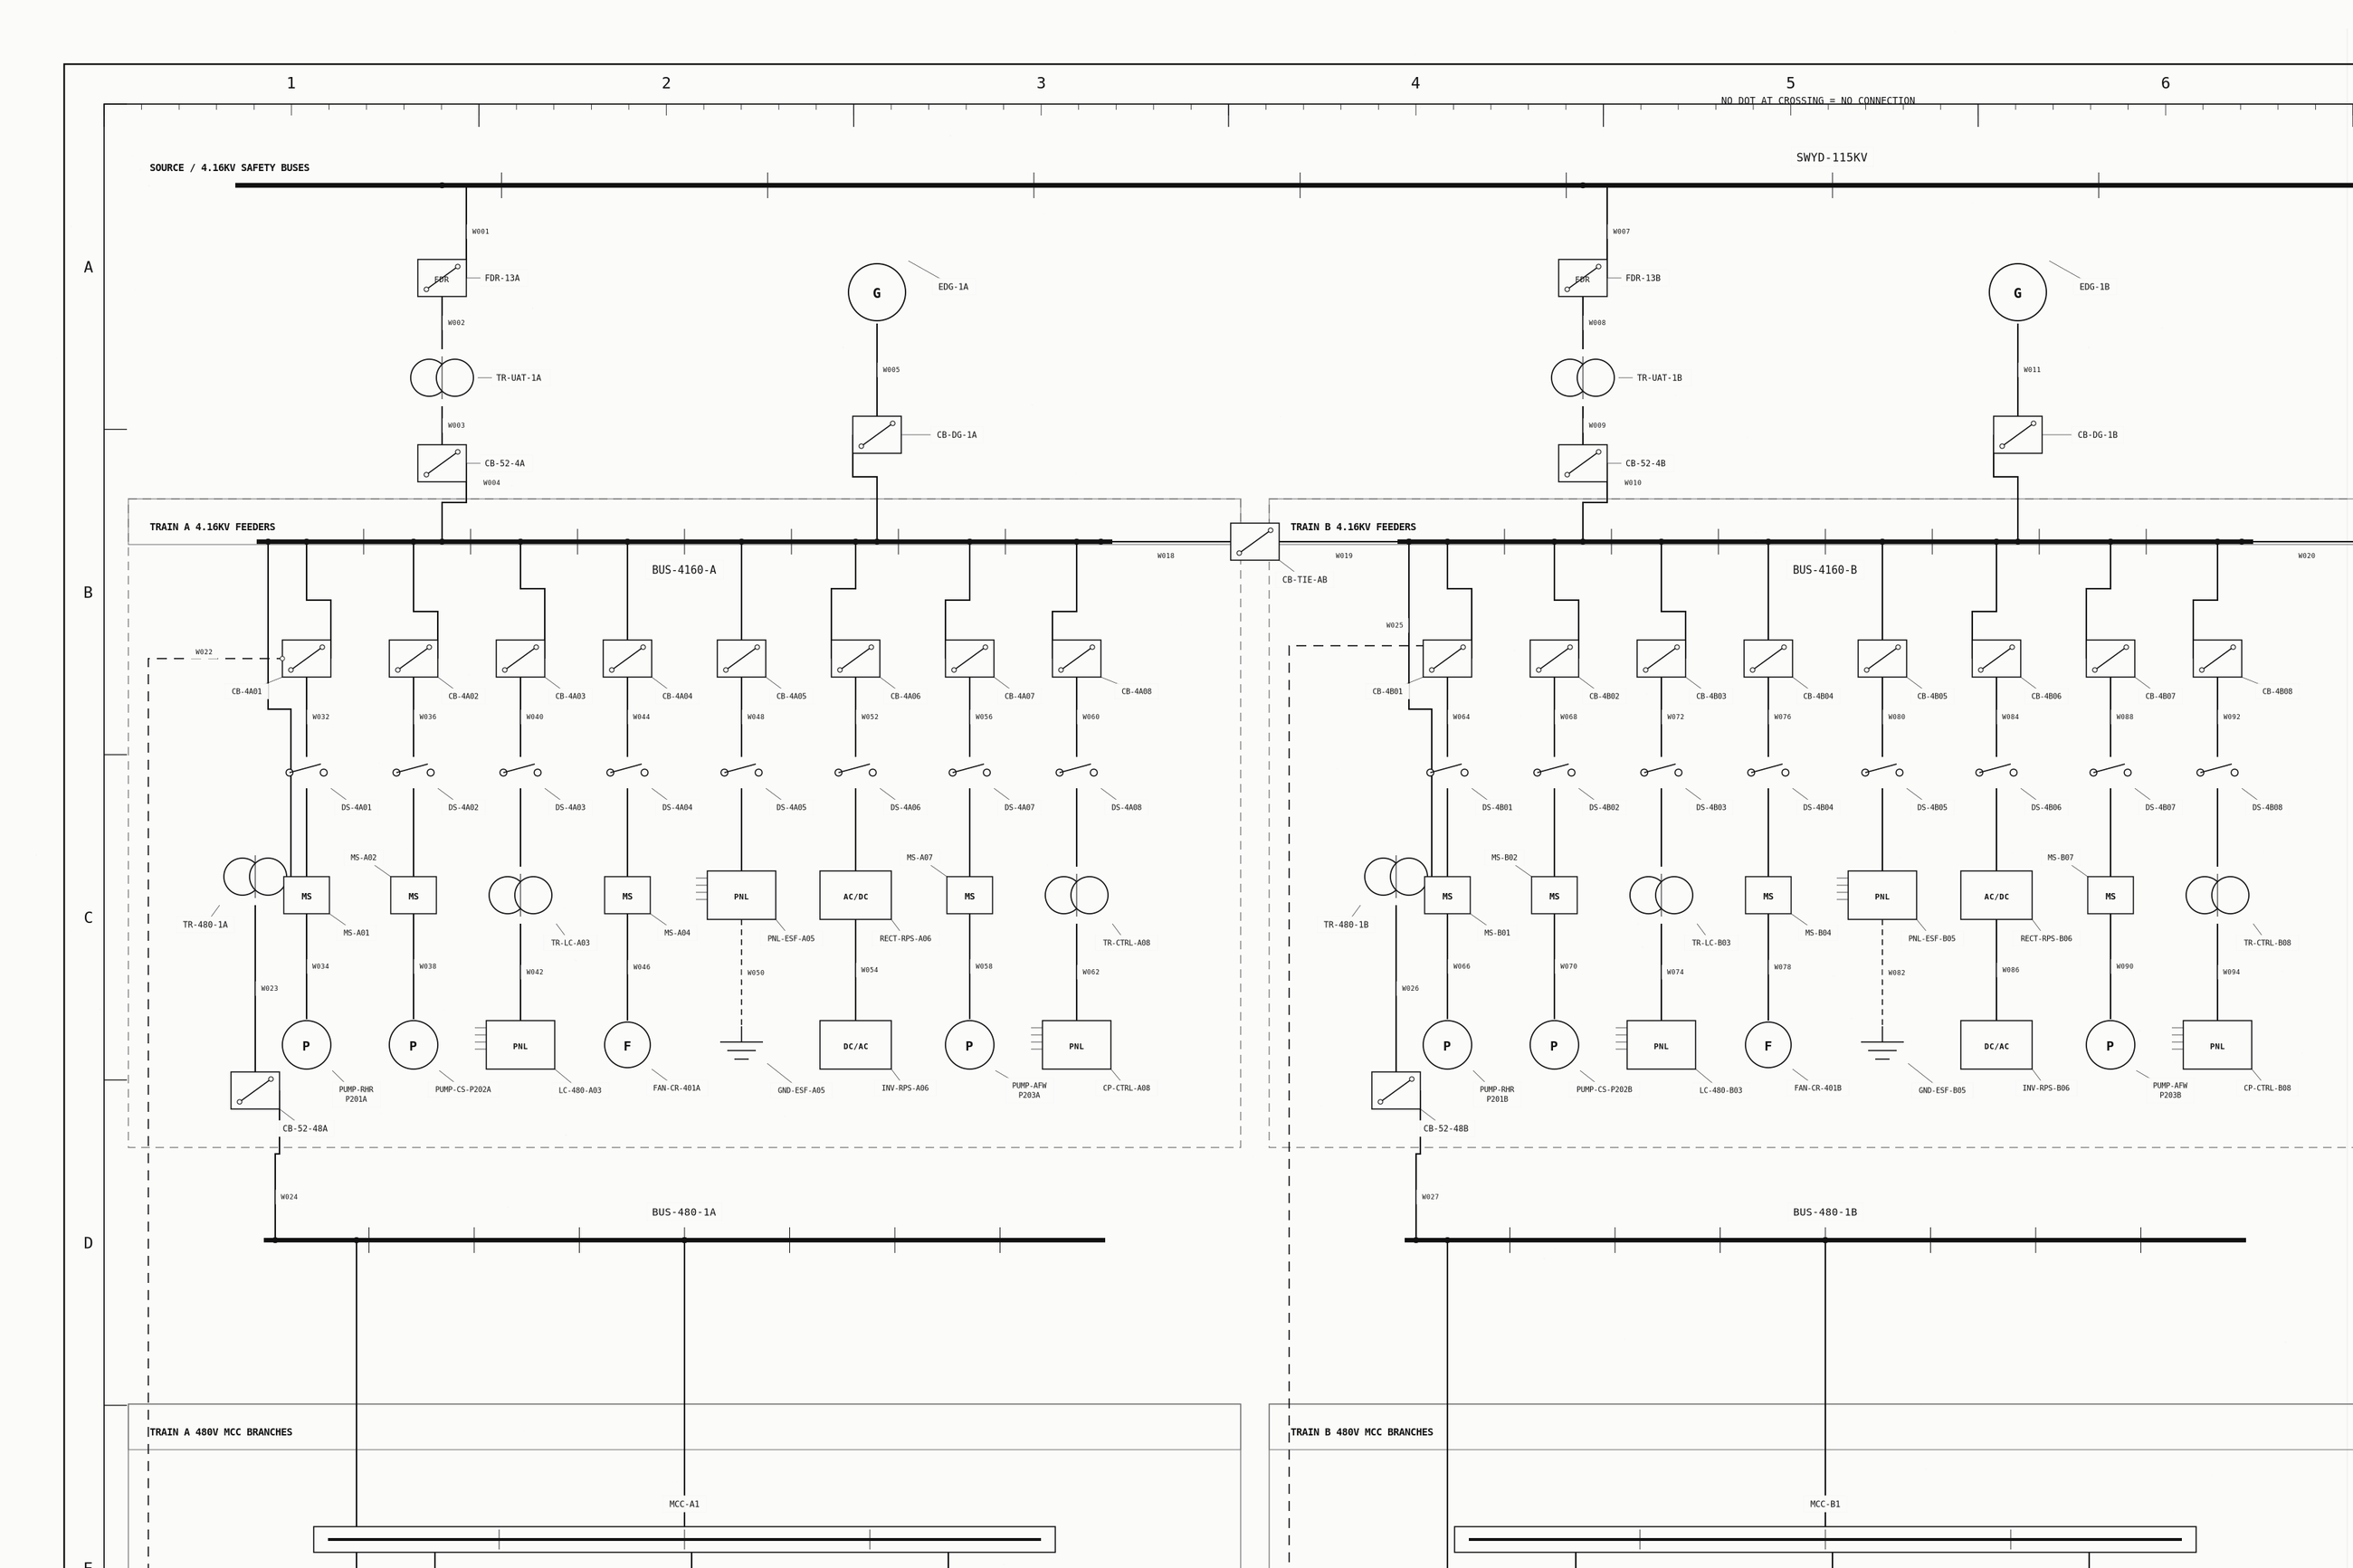 1 2 3 4 5 6
NO DOT AT CROSSING = NO CONNECTION
SWYD-115KV
SOURCE / 4.16KV SAFETY BUSES
W001 W007
A
FDR FDR-13A EDG-1A FDR FDR-13B EDG-1B
G G
W002 W008
W005 W011
TR-UAT-1A TR-UAT-1B
W003 W009
CB-DG-1A CB-DG-1B
CB-52-4A CB-52-4B
W004 W010
TRAIN A 4.16KV FEEDERS TRAIN B 4.16KV FEEDERS
W018 W019 W020
BUS-4160-A BUS-4160-B
CB-TIE-AB
B
W025
W022
CB-4A01 CB-4A02 CB-4A03 CB-4A04 CB-4A05 CB-4A06 CB-4A07 CB-4A08 CB-4B01 CB-4B02 CB-4B03 CB-4B04 CB-4B05 CB-4B06 CB-4B07 CB-4B08
W032 W036 W040 W044 W048 W052 W056 W060 W064 W068 W072 W076 W080 W084 W088 W092
DS-4A01 DS-4A02 DS-4A03 DS-4A04 DS-4A05 DS-4A06 DS-4A07 DS-4A08 DS-4B01 DS-4B02 DS-4B03 DS-4B04 DS-4B05 DS-4B06 DS-4B07 DS-4B08
MS-A02 MS-A07 MS-B02 MS-B07
MS MS MS PNL AC/DC MS MS MS MS PNL AC/DC MS
C
TR-480-1A MS-A01 TR-LC-A03 MS-A04 PNL-ESF-A05 RECT-RPS-A06 TR-CTRL-A08 TR-480-1B MS-B01 TR-LC-B03 MS-B04 PNL-ESF-B05 RECT-RPS-B06 TR-CTRL-B08
W034 W038 W042 W046 W050 W054 W058 W062 W066 W070 W074 W078 W082 W086 W090 W094
W023 W026
P P PNL F DC/AC P PNL P P PNL F DC/AC P PNL
PUMP-RHR PUMP-CS-P202A LC-480-A03 FAN-CR-401A GND-ESF-A05 INV-RPS-A06 PUMP-AFW CP-CTRL-A08 PUMP-RHR PUMP-CS-P202B LC-480-B03 FAN-CR-401B GND-ESF-B05 INV-RPS-B06 PUMP-AFW CP-CTRL-B08
P201A P203A P201B P203B
CB-52-48A CB-52-48B
W024 W027
BUS-480-1A BUS-480-1B
D
TRAIN A 480V MCC BRANCHES TRAIN B 480V MCC BRANCHES
MCC-A1 MCC-B1